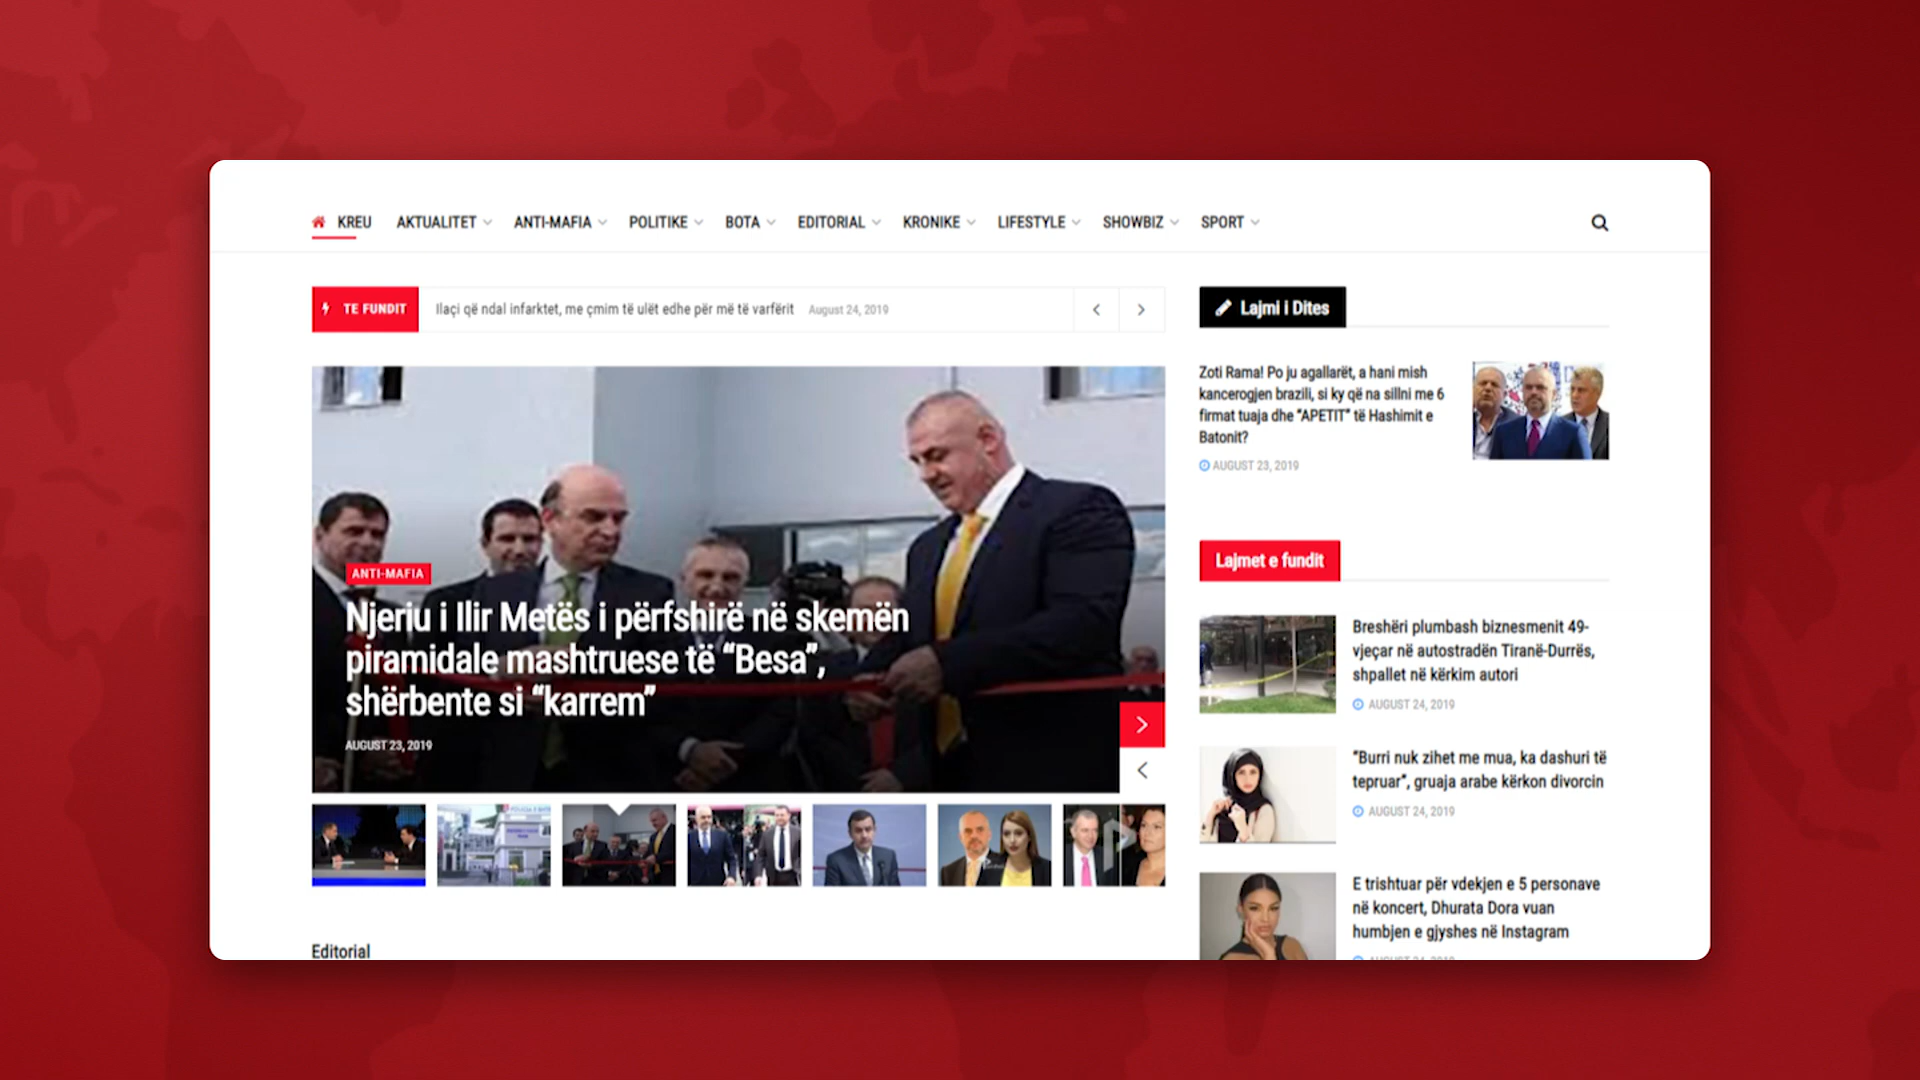 KREU AKTUALITET ANTI-MAFIA POLITIKE BOTA EDITORIAL KRONIKE LIFESTYLE SHOWBIZ SPORT
TE FUNDIT Ilaçi që ndal infarktet, me çmim të ulët edhe për më të varfërit August 24, 2019
ANTI-MAFIA
Njeriu i Ilir Metës i përfshirë në skemën
piramidale mashtruese të “Besa”,
shërbente si “karrem”
AUGUST 23, 2019
Editorial
Lajmi i Dites
Zoti Rama! Po ju agallarët, a hani mish
kancerogjen brazili, si ky që na sillni me 6
firmat tuaja dhe “APETIT” të Hashimit e
Batonit?
AUGUST 23, 2019
Lajmet e fundit
Breshëri plumbash biznesmenit 49-
vjeçar në autostradën Tiranë-Durrës,
shpallet në kërkim autori
AUGUST 24, 2019
“Burri nuk zihet me mua, ka dashuri të
tepruar”, gruaja arabe kërkon divorcin
AUGUST 24, 2019
E trishtuar për vdekjen e 5 personave
në koncert, Dhurata Dora vuan
humbjen e gjyshes në Instagram